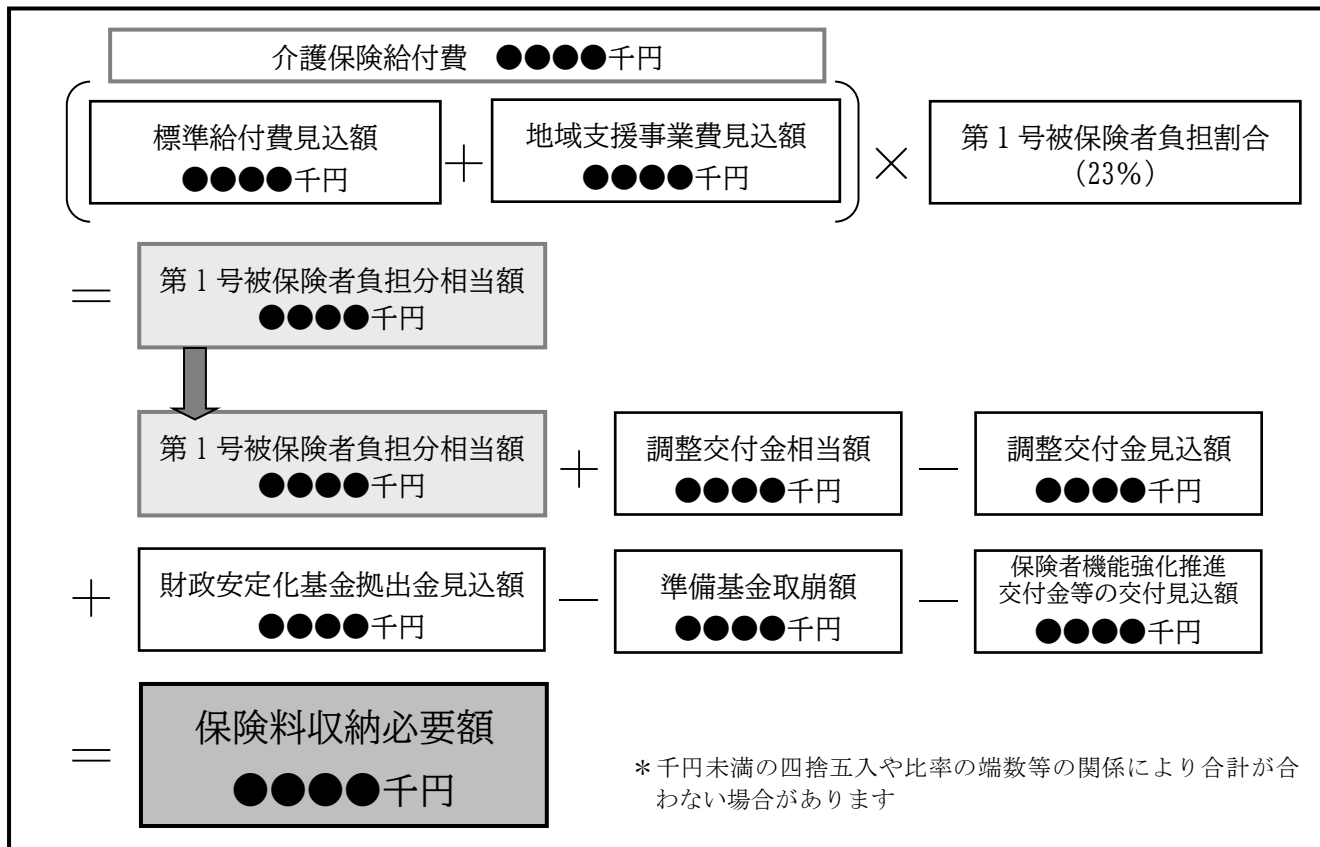 介護保険給付費　●●●●千円
標準給付費見込額
●●●●千円
＋
地域支援事業費見込額
●●●●千円
×
第１号被保険者負担割合
（23％）
＝
第１号被保険者負担分相当額
●●●●千円
第１号被保険者負担分相当額
●●●●千円
＋
調整交付金相当額
●●●●千円
－
調整交付金見込額
●●●●千円
＋
財政安定化基金拠出金見込額
●●●●千円
－
準備基金取崩額
●●●●千円
－
保険者機能強化推進
交付金等の交付見込額
●●●●千円
＝
保険料収納必要額
●●●●千円
＊千円未満の四捨五入や比率の端数等の関係により合計が合
わない場合があります